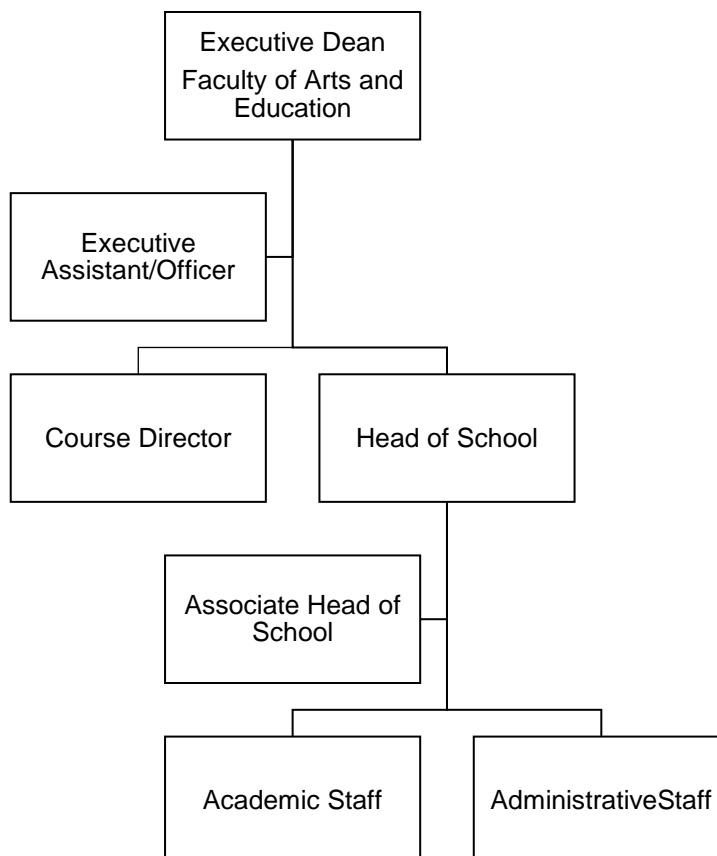 Executive Dean
Faculty of Arts and
Education
Executive
Assistant/Officer
Course Director
Head of School
Associate Head of
School
Academic Staff
AdministrativeStaff